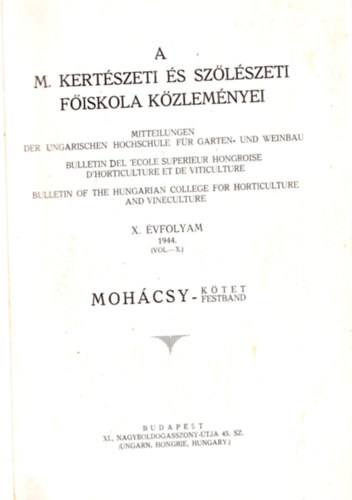 A
M. KERTÉSZETI ÉS SZŐLÉSZETI
FŐISKOLA KÖZLEMÉNYEI
MITTEILUNGEN
DER UNGARISCHEN HOCHSCHULE FÜR GARTEN- UND WEINBAU
BULLETIN DEL 'ECOLE SUPERIEUR HONGROISE
D'HORTICULTURE ET DE VITICULTURE
BULLETIN OF THE HUNGARIAN COLLEGE FOR HORTICULTURE
AND VINECULTURE
X. ÉVFOLYAM
1944.
(VOL.—X.)
MOHÁCSY- KÖTET
FESTBAND
BUDAPEST
XI., NAGYBOLDOGASSZONY-ÚTJA 45. SZ.
(UNGARN, HONGRIE, HUNGARY.)